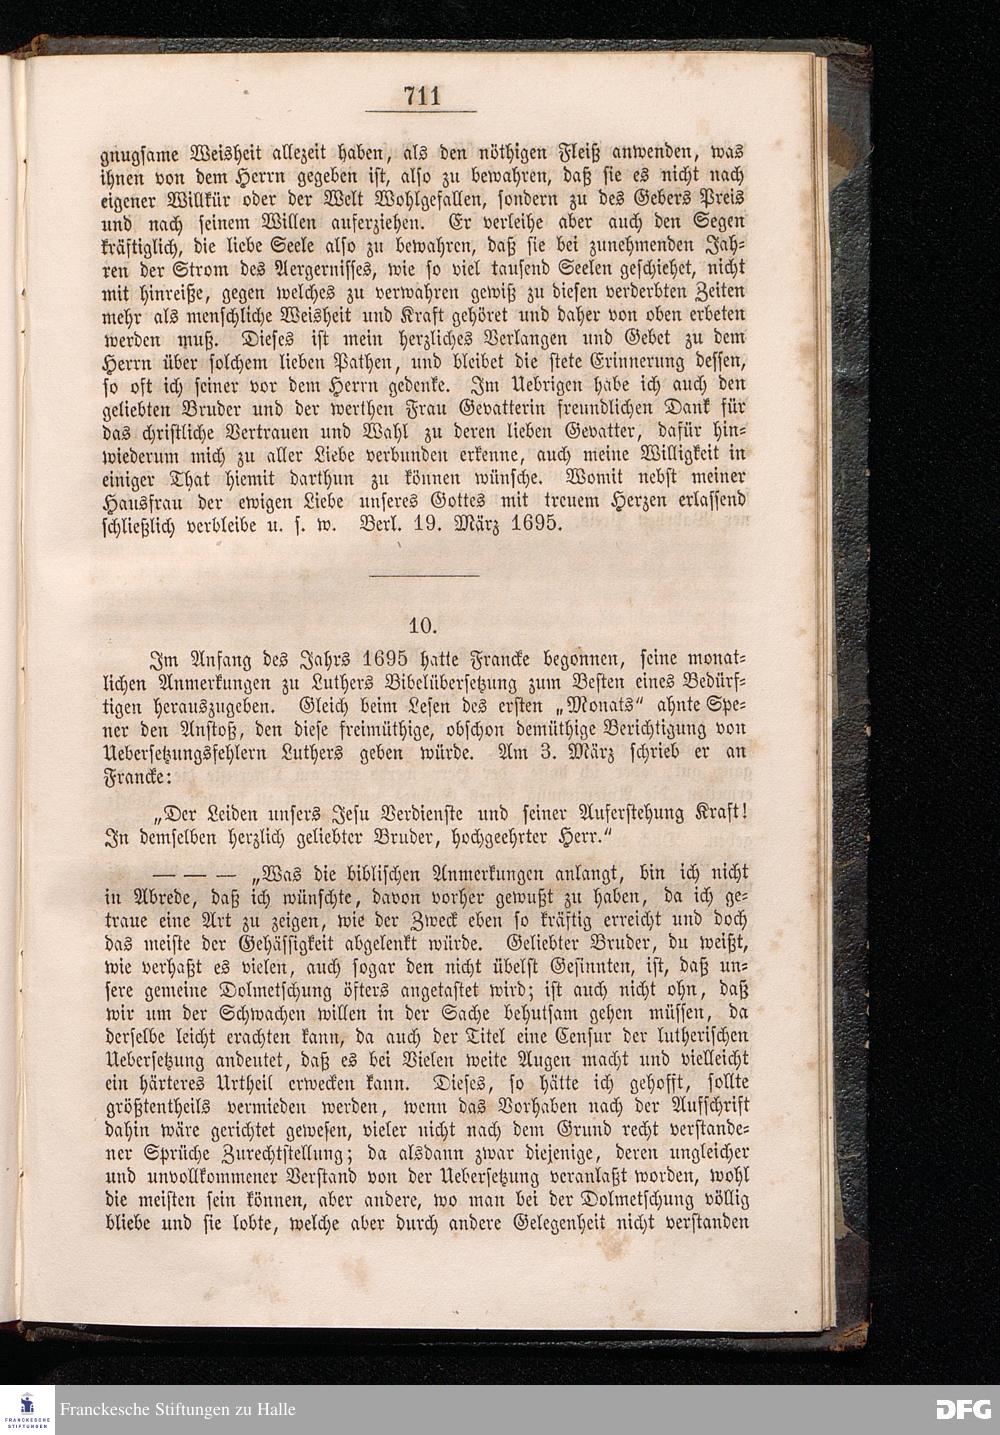 711
gnugsame Weisheit allezeit haben, als den nöthigen Fleiß anwenden, was
ihnen von dem Herrn gegeben ist, also zu bewahren, daß sie es nicht nach
eigener Willkür oder der Welt Wohlgefallen, sondern zu des Gebers Preis
und nach seinem Willen auferziehen. Er verleihe aber auch den Segen
kräftiglich, die liebe Seele also zu bewahren, daß sie bei zunehmenden Jah-
ren der Strom des Aergernisses, wie so viel tausend Seelen geschiehet, nicht
mit hinreiße, gegen welches zu verwahren gewiß zu diesen verderbten Zeiten
mehr als menschliche Weisheit und Kraft gehöret und daher von oben erbeten
werden muß. Dieses ist mein herzliches Verlangen und Gebet zu dem
Herrn über solchem lieben Pathen, und bleibet die stete Erinnerung dessen,
so oft ich seiner vor dem Herrn gedenke. Im Uebrigen habe ich auch den
geliebten Bruder und der werthen Frau Gevatterin freundlichen Dank für
das christliche Vertrauen und Wahl zu deren lieben Gevatter, dafür hin-
wiederum mich zu aller Liebe verbunden erkenne, auch meine Willigkeit in
einiger That hiemit darthun zu können wünsche. Womit nebst meiner
Hausfrau der ewigen Liebe unseres Gottes mit treuem Herzen erlassend
schließlich verbleibe u. s. w. Berl. 19. März 1695.
10.
Im Anfang des Jahrs 1695 hatte Francke begonnen, seine monat-
lichen Anmerkungen zu Luthers Bibelübersetzung zum Besten eines Bedürf-
tigen herauszugeben. Gleich beim Lesen des ersten „Monats“ ahnte Spe-
ner den Anstoß, den diese freimüthige, obschon demüthige Berichtigung von
Uebersetzungsfehlern Luthers geben würde. Am 3. März schrieb er an
Francke:
„Der Leiden unsers Jesu Verdienste und seiner Auferstehung Kraft!
In demselben herzlich geliebter Bruder, hochgeehrter Herr.“
— — — „Was die biblischen Anmerkungen anlangt, bin ich nicht
in Abrede, daß ich wünschte, davon vorher gewußt zu haben, da ich ge-
traue eine Art zu zeigen, wie der Zweck eben so kräftig erreicht und doch
das meiste der Gehässigkeit abgelenkt würde. Geliebter Bruder, du weißt,
wie verhaßt es vielen, auch sogar den nicht übelst Gesinnten, ist, daß un-
sere gemeine Dolmetschung öfters angetastet wird; ist auch nicht ohn, daß
wir um der Schwachen willen in der Sache behutsam gehen müssen, da
derselbe leicht erachten kann, da auch der Titel eine Censur der lutherischen
Uebersetzung andeutet, daß es bei Vielen weite Augen macht und vielleicht
ein härteres Urtheil erwecken kann. Dieses, so hätte ich gehofft, sollte
größtentheils vermieden werden, wenn das Vorhaben nach der Aufschrift
dahin wäre gerichtet gewesen, vieler nicht nach dem Grund recht verstande-
ner Sprüche Zurechtstellung; da alsdann zwar diejenige, deren ungleicher
und unvollkommener Verstand von der Uebersetzung veranlaßt worden, wohl
die meisten sein können, aber andere, wo man bei der Dolmetschung völlig
bliebe und sie lobte, welche aber durch andere Gelegenheit nicht verstanden
FRANCKESCHE
STIFTUNGEN
Franckesche Stiftungen zu Halle
DFG